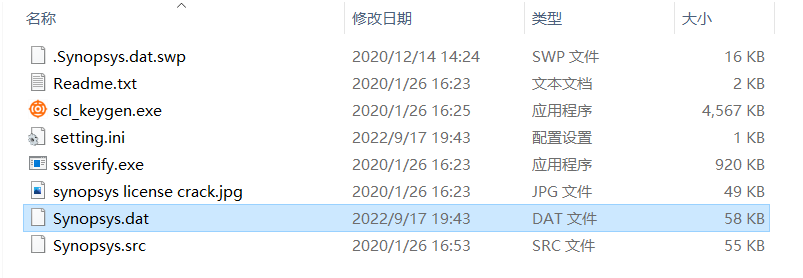 名称 修改日期 类型 大小
.Synopsys.dat.swp 2020/12/14 14:24 SWP 文件 16 KB
Readme.txt 2020/1/26 16:23 文本文档 2 KB
scl_keygen.exe 2020/1/26 16:25 应用程序 4,567 KB
setting.ini 2022/9/17 19:43 配置设置 1 KB
sssverify.exe 2020/1/26 16:23 应用程序 920 KB
synopsys license crack.jpg 2020/1/26 16:23 JPG 文件 49 KB
Synopsys.dat 2022/9/17 19:43 DAT 文件 58 KB
Synopsys.src 2020/1/26 16:53 SRC 文件 55 KB